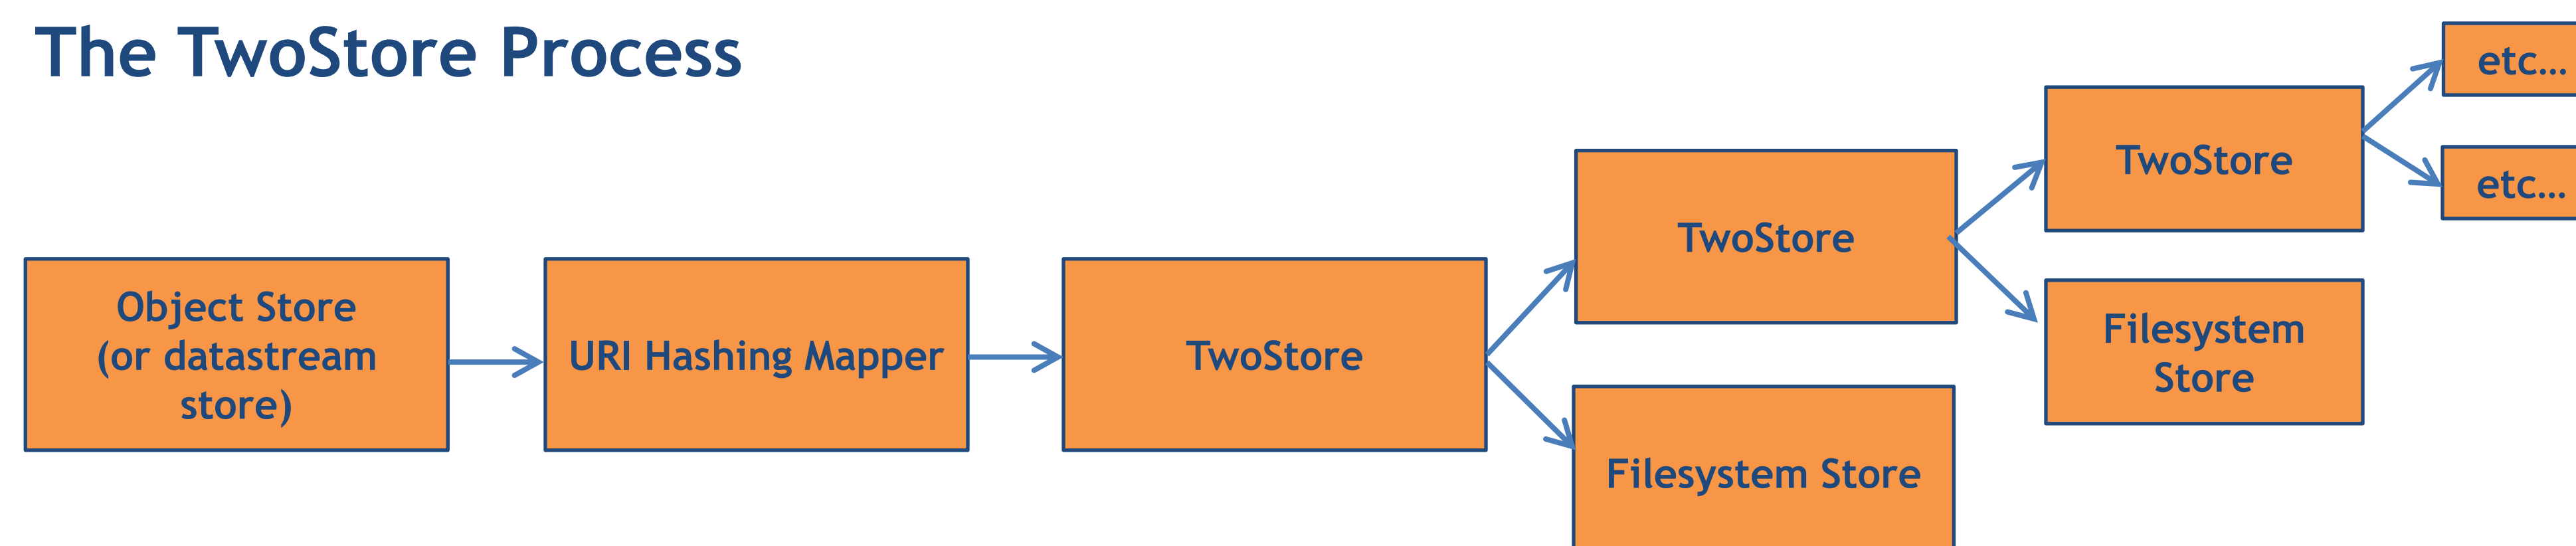 The TwoStore Process
Object Store
(or datastream
store)
URI Hashing Mapper
TwoStore
TwoStore
Filesystem Store
TwoStore
Filesystem
Store
etc…
etc…